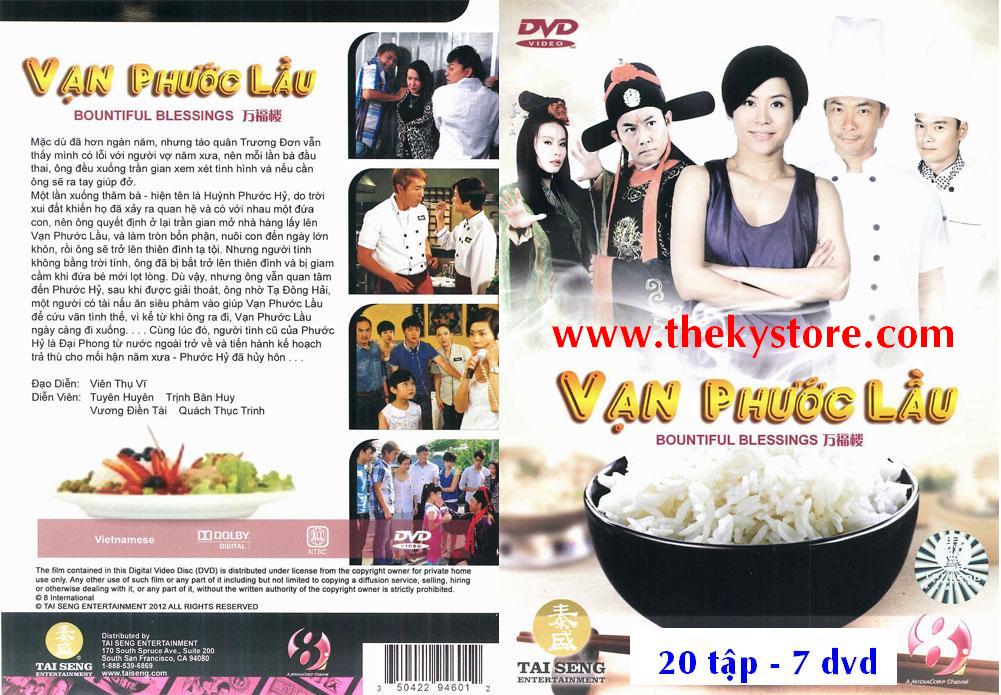 VẠN PHƯỚC LẦU
BOUNTIFUL BLESSINGS 万福楼
Mặc dù đã hơn ngàn năm, nhưng táo quân Trương Đơn vẫn
thấy mình có lỗi với người vợ năm xưa, nên mỗi lần bà đầu
thai, ông đều xuống trần gian xem xét tình hình và nếu cần
ông sẽ ra tay giúp đở.
Một lần xuống thăm bà - hiện tên là Huỳnh Phước Hỷ, do trời
xui đất khiến họ đã xảy ra quan hệ và có với nhau một đứa
con, nên ông quyết định ở lại trần gian mở nhà hàng lấy lên
Vạn Phước Lầu, và làm tròn bổn phận, nuôi con đến ngày lớn
khôn, rồi ông sẽ trở lên thiên đình tạ tội. Nhưng người tính
không bằng trời tính, ông đã bị bắt trở lên thiên đình và bị giam
cầm khi đứa bé mới lọt lòng. Dù vậy, nhưng ông vẫn quan tâm
đến Phước Hỷ, sau khi được giải thoát, ông nhờ Tạ Đông Hải,
một người có tài nấu ăn siêu phàm vào giúp Vạn Phước Lầu
để cứu vãn tình thế, vì kể từ khi ông ra đi, Vạn Phước Lầu
ngày càng đi xuống. . . . Cùng lúc đó, người tình cũ của Phước
Hỷ là Đại Phong từ nước ngoài trở về và tiến hành kế hoạch
trả thù cho mối hận năm xưa - Phước Hỷ đã hủy hôn . . .
Đạo Diễn: Viên Thụ Vĩ
Diễn Viên: Tuyên Huyên Trịnh Bân Huy
Vương Điền Tài Quách Thục Trinh
Vietnamese
DOLBY
DIGITAL
ALL
NTSC
DVD
VIDEO
The film contained in this Digital Video Disc (DVD) is distributed under license from the copyright owner for private home
use only. Any other use of such film or any part of it including but not limited to copying a diffusion service, selling, hiring
or otherwise dealing with it, or any part of it, without the written authority of the copyright owner is strictly prohibited.
© 8 International
© TAI SENG ENTERTAINMENT 2012 ALL RIGHTS RESERVED
泰盛
TAI SENG
ENTERTAINMENT
Distributed by
TAI SENG ENTERTAINMENT
170 South Spruce Ave., Suite 200
South San Francisco, CA 94080
1-888-539-6869
www.taiseng.com
8
A MEDIACORP Channel
3 50422 94601 2
DVD
VIDEO
www.thekystore.com
VẠN PHƯỚC LẦU
BOUNTIFUL BLESSINGS 万福楼
泰盛
TAI SENG
ENTERTAINMENT
20 tập - 7 dvd
8
A MEDIACORP Channel